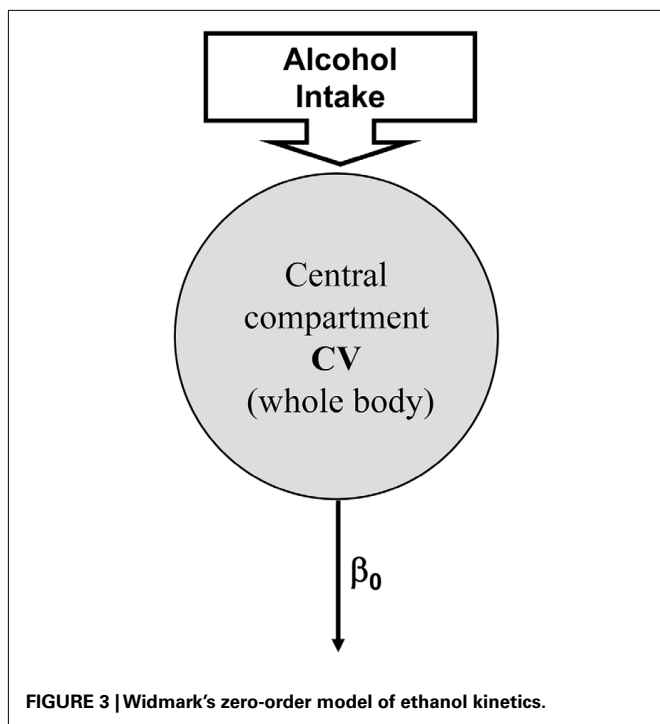 Alcohol
Intake
Central
compartment
CV
(whole body)
β₀
FIGURE 3 | Widmark's zero-order model of ethanol kinetics.